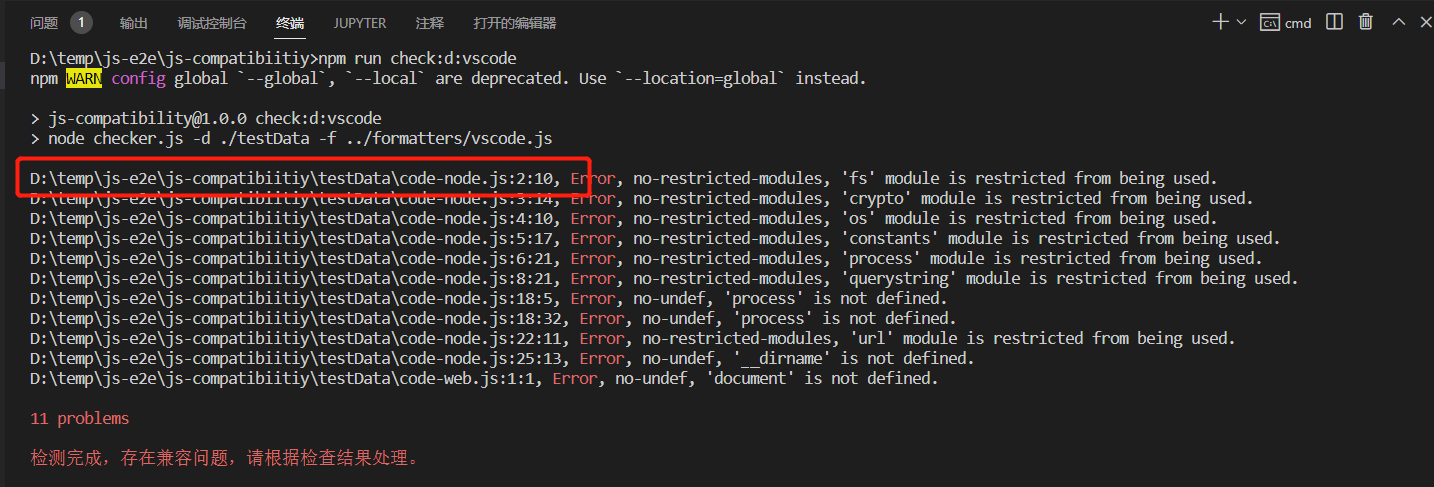 问题 1 输出 调试控制台 终端 JUPYTER 注释 打开的编辑器 cmd
D:\temp\js-e2e\js-compatibiitiy>npm run check:d:vscode
npm WARN config global `--global`, `--local` are deprecated. Use `--location=global` instead.
> js-compatibility@1.0.0 check:d:vscode
> node checker.js -d ./testData -f ../formatters/vscode.js
D:\temp\js-e2e\js-compatibiitiy\testData\code-node.js:2:10, Error, no-restricted-modules, 'fs' module is restricted from being used.
D:\temp\js-e2e\js-compatibiitiy\testData\code-node.js:3:14, Error, no-restricted-modules, 'crypto' module is restricted from being used.
D:\temp\js-e2e\js-compatibiitiy\testData\code-node.js:4:10, Error, no-restricted-modules, 'os' module is restricted from being used.
D:\temp\js-e2e\js-compatibiitiy\testData\code-node.js:5:17, Error, no-restricted-modules, 'constants' module is restricted from being used.
D:\temp\js-e2e\js-compatibiitiy\testData\code-node.js:6:21, Error, no-restricted-modules, 'process' module is restricted from being used.
D:\temp\js-e2e\js-compatibiitiy\testData\code-node.js:8:21, Error, no-restricted-modules, 'querystring' module is restricted from being used.
D:\temp\js-e2e\js-compatibiitiy\testData\code-node.js:18:5, Error, no-undef, 'process' is not defined.
D:\temp\js-e2e\js-compatibiitiy\testData\code-node.js:18:32, Error, no-undef, 'process' is not defined.
D:\temp\js-e2e\js-compatibiitiy\testData\code-node.js:22:11, Error, no-restricted-modules, 'url' module is restricted from being used.
D:\temp\js-e2e\js-compatibiitiy\testData\code-node.js:25:13, Error, no-undef, '__dirname' is not defined.
D:\temp\js-e2e\js-compatibiitiy\testData\code-web.js:1:1, Error, no-undef, 'document' is not defined.
11 problems
检测完成，存在兼容问题，请根据检查结果处理。